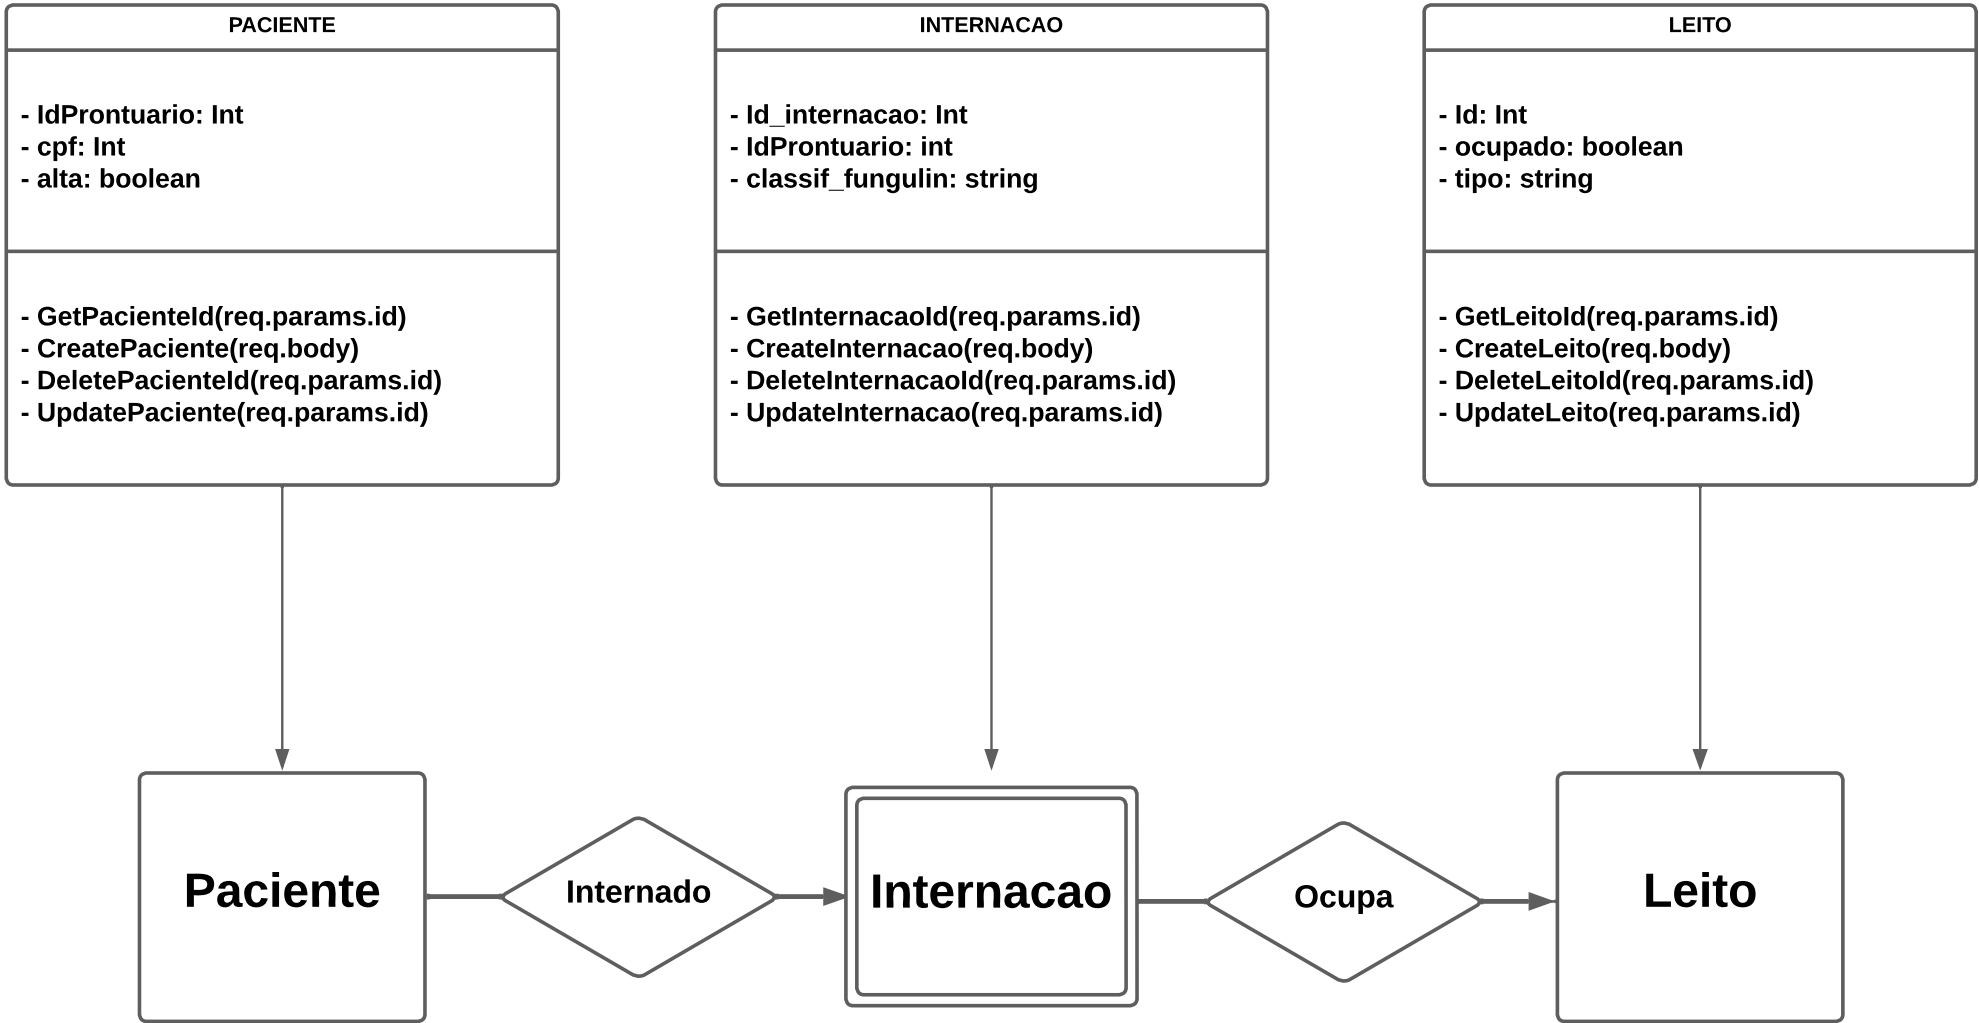 PACIENTE
- IdProntuario: Int
- cpf: Int
- alta: boolean
- GetPacienteId(req.params.id)
- CreatePaciente(req.body)
- DeletePacienteId(req.params.id)
- UpdatePaciente(req.params.id)
INTERNACAO
- Id_internacao: Int
- IdProntuario: int
- classif_fungulin: string
- GetInternacaoId(req.params.id)
- CreateInternacao(req.body)
- DeleteInternacaoId(req.params.id)
- UpdateInternacao(req.params.id)
LEITO
- Id: Int
- ocupado: boolean
- tipo: string
- GetLeitoId(req.params.id)
- CreateLeito(req.body)
- DeleteLeitoId(req.params.id)
- UpdateLeito(req.params.id)
Paciente
Internado
Internacao
Ocupa
Leito